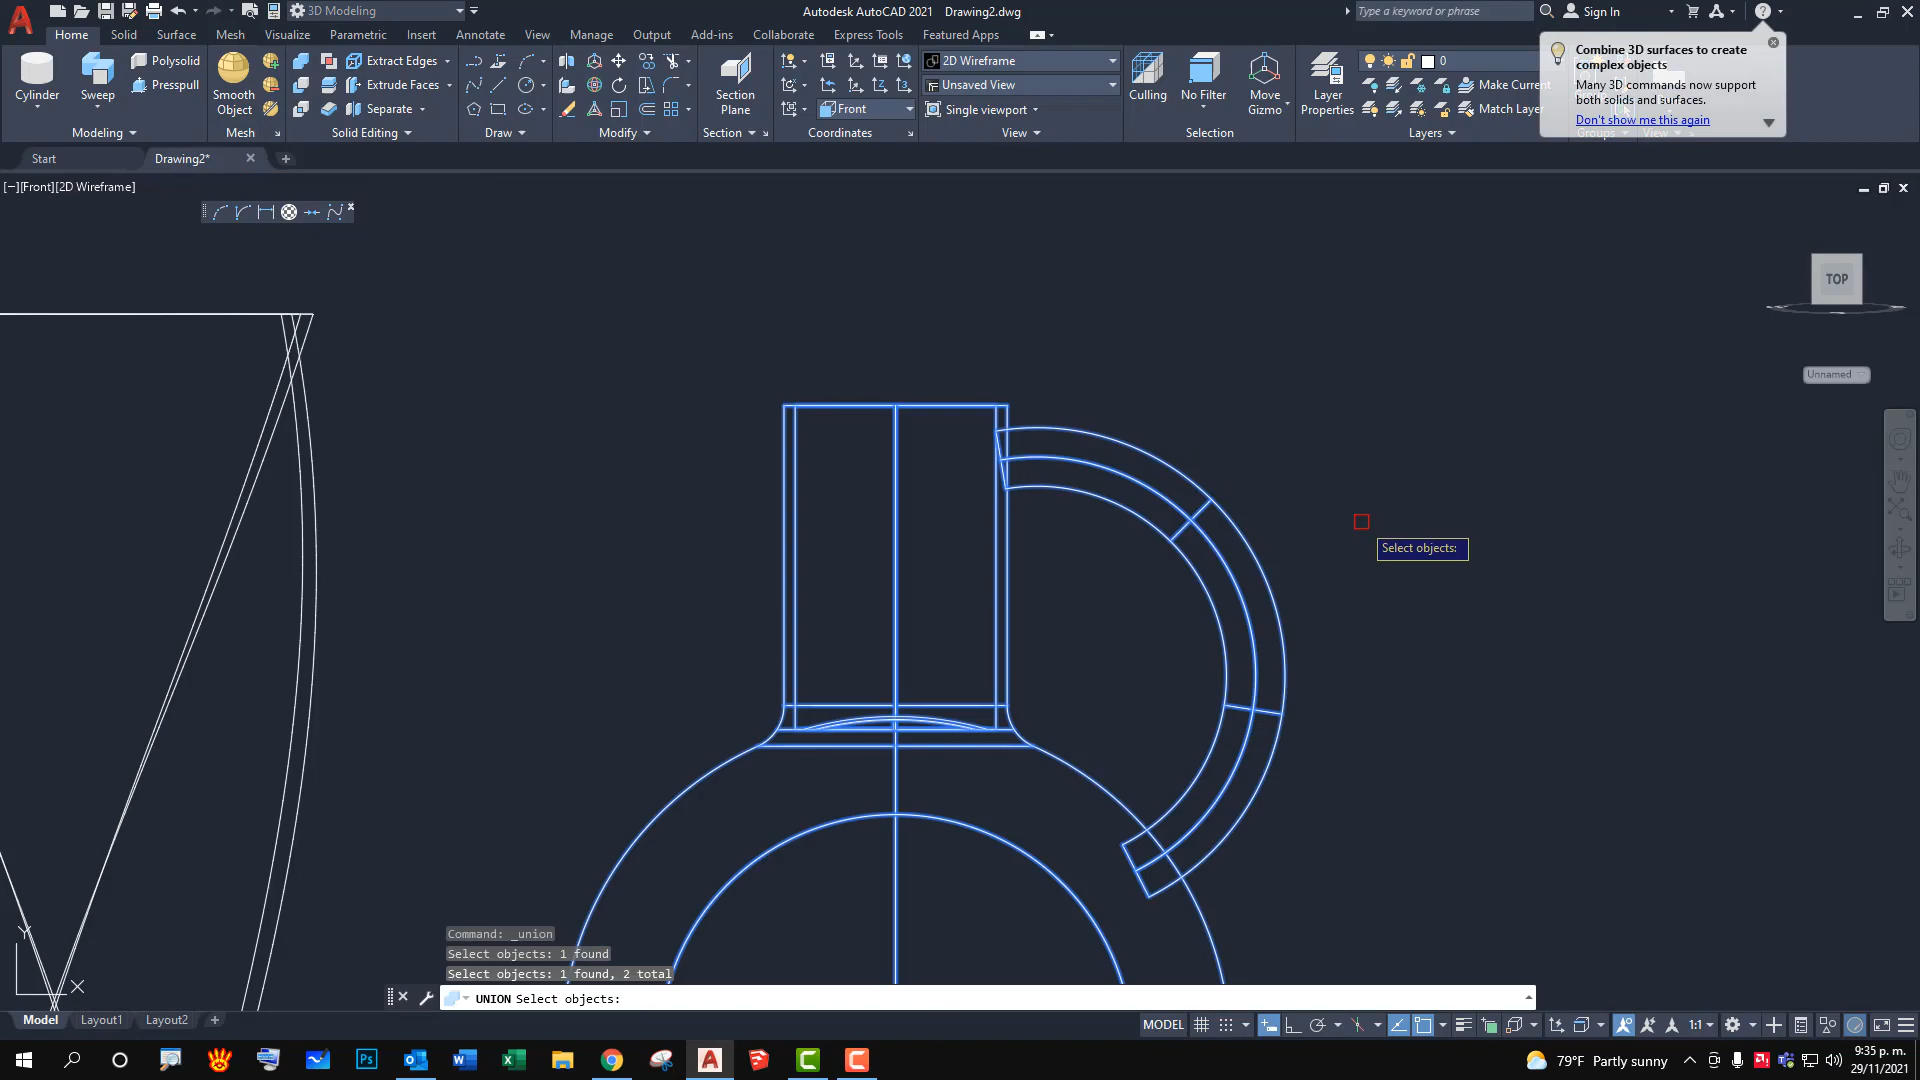 3D Modeling
Autodesk AutoCAD 2021 Drawing2.dwg
Type a keyword or phrase
Sign In
Home Solid Surface Mesh Visualize Parametric Insert Annotate View Manage Output Add-ins Collaborate Express Tools Featured Apps
Cylinder
Sweep
Polysolid
Presspull
Modeling
Smooth
Object
Mesh
Extract Edges
Extrude Faces
Separate
Solid Editing
Draw
Modify
Section
Plane
Section
Front
Coordinates
2D Wireframe
Unsaved View
Single viewport
View
Culling
No Filter
Move
Gizmo
Selection
Layer
Properties
0
Make Current
Match Layer
Layers
Groups
View
Combine 3D surfaces to create
complex objects
Many 3D commands now support
both solids and surfaces.
Don't show me this again
Start
Drawing2*
[−][Front][2D Wireframe]
TOP
Unnamed
Select objects:
Y
X
Command: _union
Select objects: 1 found
Select objects: 1 found, 2 total
UNION Select objects:
Model Layout1 Layout2
MODEL
1:1
79°F Partly sunny
9:35 p. m.
29/11/2021